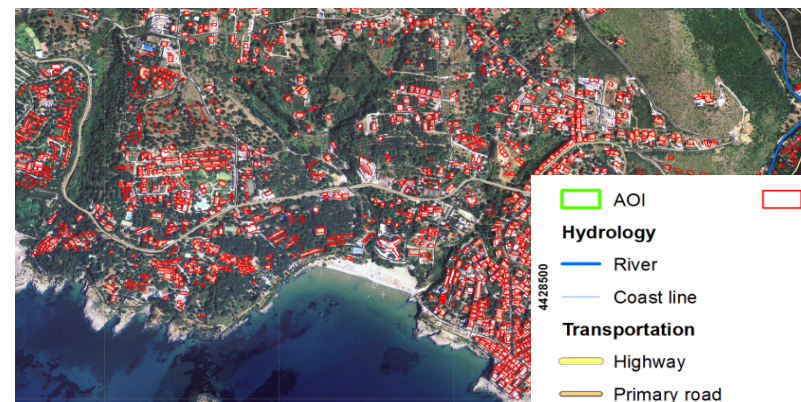 AOI
Hydrology
River
Coast line
4428500
Transportation
Highway
Primary road